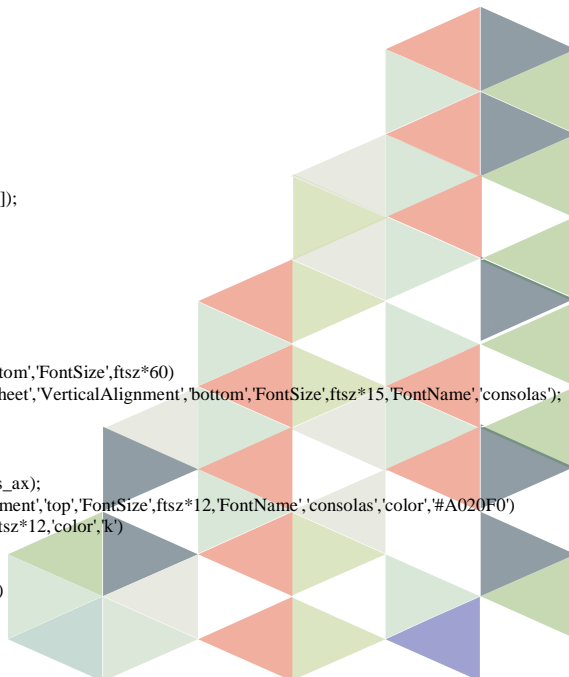 ]);
tom','FontSize',ftsz*60)
heet','VerticalAlignment','bottom','FontSize',ftsz*15,'FontName','consolas');
s_ax);
ment','top','FontSize',ftsz*12,'FontName','consolas','color','#A020F0')
tsz*12,'color','k')
)